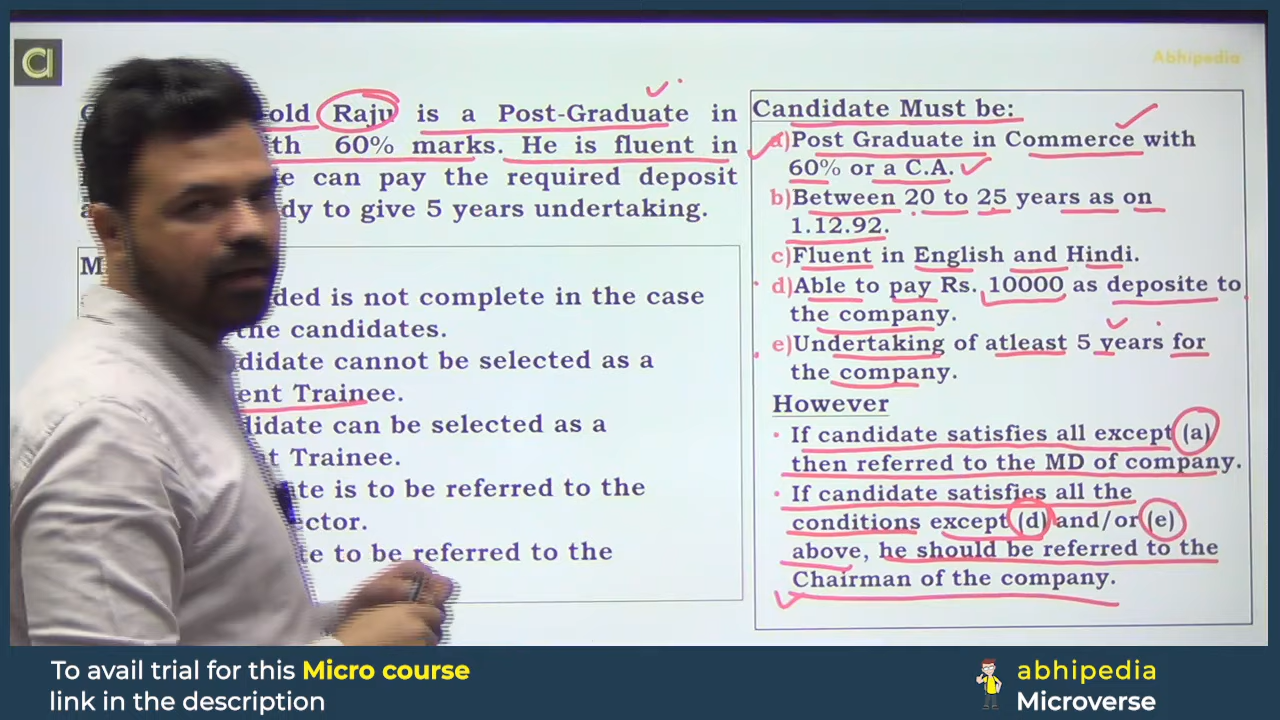 Abhipedia
old Raju is a Post-Graduate in
th 60% marks. He is fluent in
e can pay the required deposit
dy to give 5 years undertaking.
ded is not complete in the case
the candidates.
didate cannot be selected as a
ent Trainee.
didate can be selected as a
t Trainee.
te is to be referred to the
ector.
te to be referred to the
Candidate Must be:
a)Post Graduate in Commerce with
60% or a C.A.
b)Between 20 to 25 years as on
1.12.92.
c)Fluent in English and Hindi.
d)Able to pay Rs. 10000 as deposite to
the company.
e)Undertaking of atleast 5 years for
the company.
However
• If candidate satisfies all except (a)
then referred to the MD of company.
• If candidate satisfies all the
conditions except (d) and/or (e)
above, he should be referred to the
Chairman of the company.
To avail trial for this Micro course
link in the description
abhipedia
Microverse